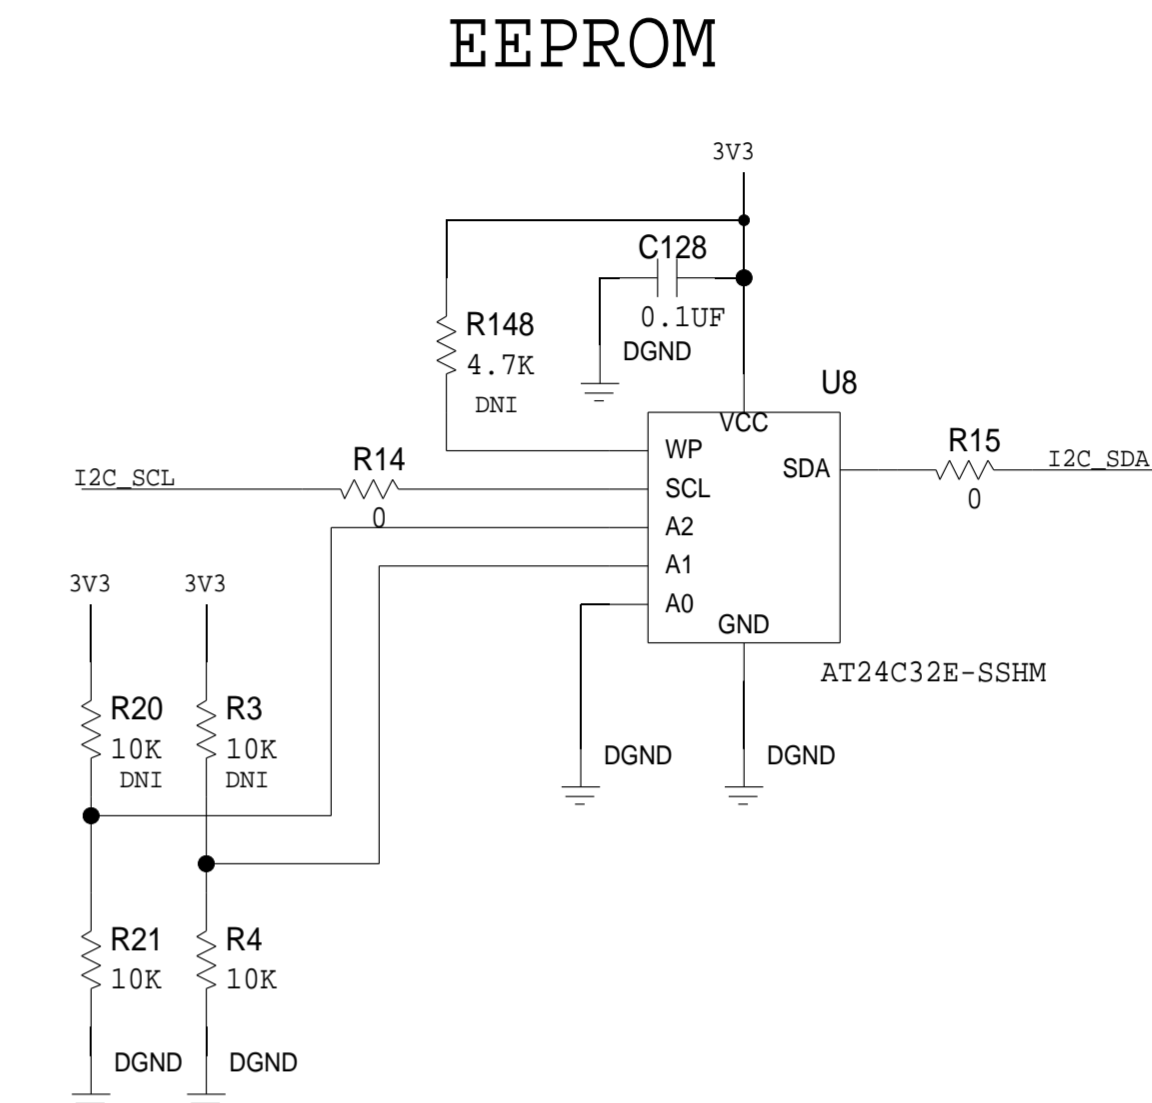 EEPROM
3V3
C128
0.1UF
DGND
R148
4.7K
DNI
U8
VCC
WP
SCL
A2
A1
A0
SDA
GND
AT24C32E-SSHM
R15
0
I2C_SDA
I2C_SCL
R14
0
3V3
3V3
R20
10K
DNI
R3
10K
DNI
DGND
DGND
R21
10K
R4
10K
DGND
DGND